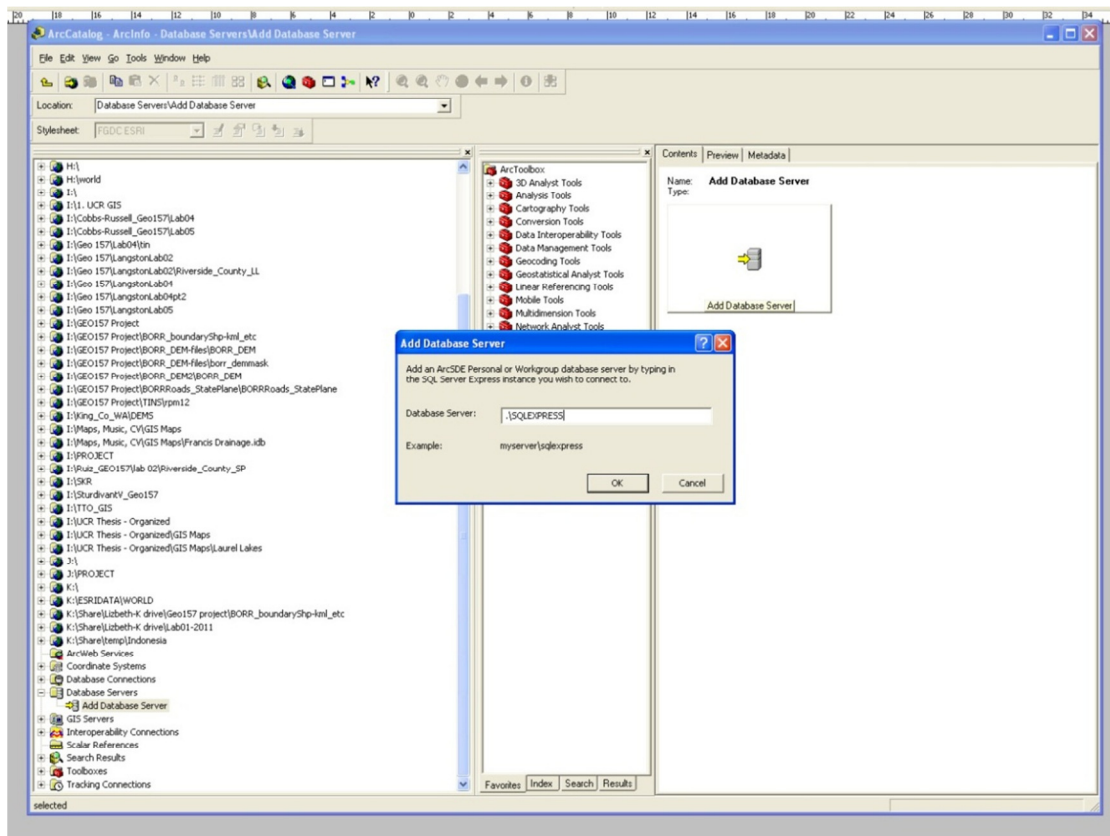 20 18 16 14 12 10 8 6 4 2 0 2 4 6 8 10 12 14 16 18 20 22 24 26 28 30 32 34
ArcCatalog - ArcInfo - Database Servers\Add Database Server
File Edit View Go Tools Window Help
Location: Database Servers\Add Database Server
Stylesheet: FGDC ESRI
H:\
H:\world
I:\
I:\1. UCR GIS
I:\Cobbs-Russell_Geo157\Lab04
I:\Cobbs-Russell_Geo157\Lab05
I:\Geo 157\Lab04\tin
I:\Geo 157\LangstonLab02
I:\Geo 157\LangstonLab02\Riverside_County_LL
I:\Geo 157\LangstonLab04
I:\Geo 157\LangstonLab04pt2
I:\Geo 157\LangstonLab05
I:\GEO157 Project
I:\GEO157 Project\BORR_boundaryShp-kml_etc
I:\GEO157 Project\BORR_DEM-files\BORR_DEM
I:\GEO157 Project\BORR_DEM-files\borr_demmask
I:\GEO157 Project\BORR_DEM2\BORR_DEM
I:\GEO157 Project\BORRRoads_StatePlane\BORRRoads_StatePlane
I:\GEO157 Project\TINS\rpm12
I:\King_Co_WA\DEMS
I:\Maps, Music, CV\GIS Maps
I:\Maps, Music, CV\GIS Maps\Francis Drainage.idb
I:\PROJECT
I:\Ruiz_GEO157\lab 02\Riverside_County_SP
I:\SKR
I:\SturdivantV_Geo157
I:\TTO_GIS
I:\UCR Thesis - Organized
I:\UCR Thesis - Organized\GIS Maps
I:\UCR Thesis - Organized\GIS Maps\Laurel Lakes
J:\
J:\PROJECT
K:\
K:\ESRIDATA\WORLD
K:\Share\Lizbeth-K drive\Geo157 project\BORR_boundaryShp-kml_etc
K:\Share\Lizbeth-K drive\Lab01-2011
K:\Share\temp\Indonesia
ArcWeb Services
Coordinate Systems
Database Connections
Database Servers
Add Database Server
GIS Servers
Interoperability Connections
Scalar References
Search Results
Toolboxes
Tracking Connections
ArcToolbox
3D Analyst Tools
Analysis Tools
Cartography Tools
Conversion Tools
Data Interoperability Tools
Data Management Tools
Geocoding Tools
Geostatistical Analyst Tools
Linear Referencing Tools
Mobile Tools
Multidimension Tools
Network Analyst Tools
Favorites Index Search Results
Contents Preview Metadata
Name: Add Database Server
Type:
Add Database Server
Add Database Server
Add an ArcSDE Personal or Workgroup database server by typing in
the SQL Server Express instance you wish to connect to.
Database Server: .\SQLEXPRESS
Example: myserver\sqlexpress
OK Cancel
selected